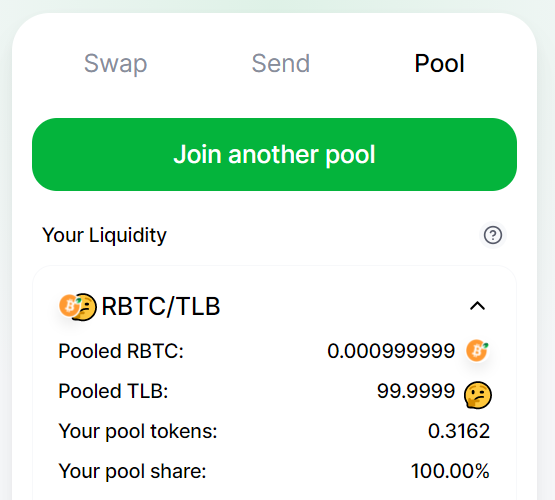 Swap Send Pool
Join another pool
Your Liquidity
RBTC/TLB
Pooled RBTC: 0.000999999
Pooled TLB: 99.9999
Your pool tokens: 0.3162
Your pool share: 100.00%